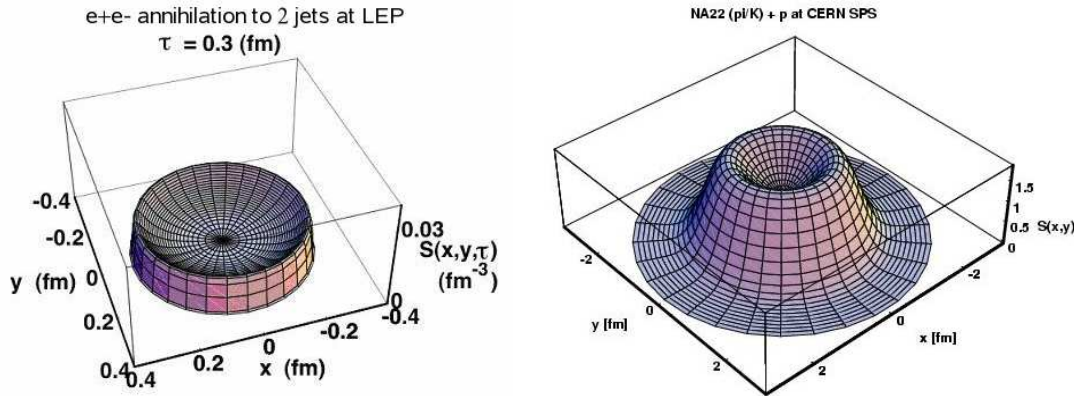 e+e- annihilation to 2 jets at LEP
τ = 0.3 (fm)
-0.4
-0.2
0
0.2
0.4
y (fm)
0.4
0.2
0
-0.2
-0.4
x (fm)
0.03
0
S(x,y,τ)
(fm⁻³)
NA22 (pi/K) + p at CERN SPS
-2
0
2
y [fm]
2
0
-2
x [fm]
1.5
1
0.5
0
S(x,y)